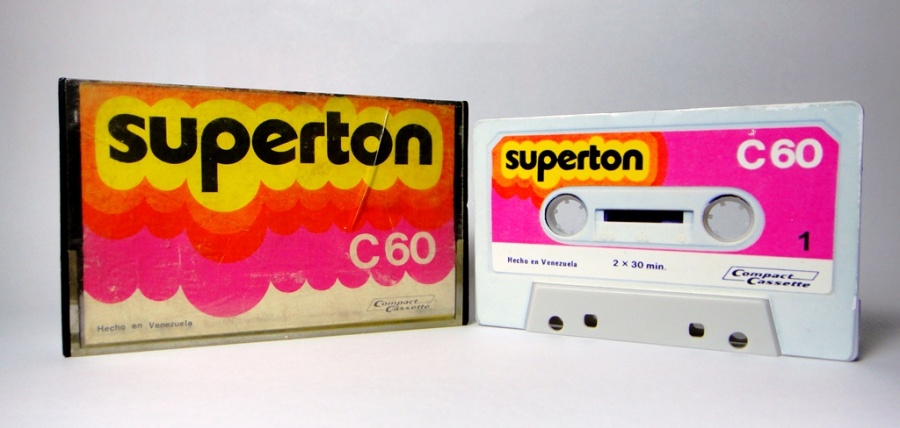 superton
C60
Compact
Cassette
Hecho en Venezuela
superton
C60
1
Hecho en Venezuela
2 × 30 min.
Compact
Cassette